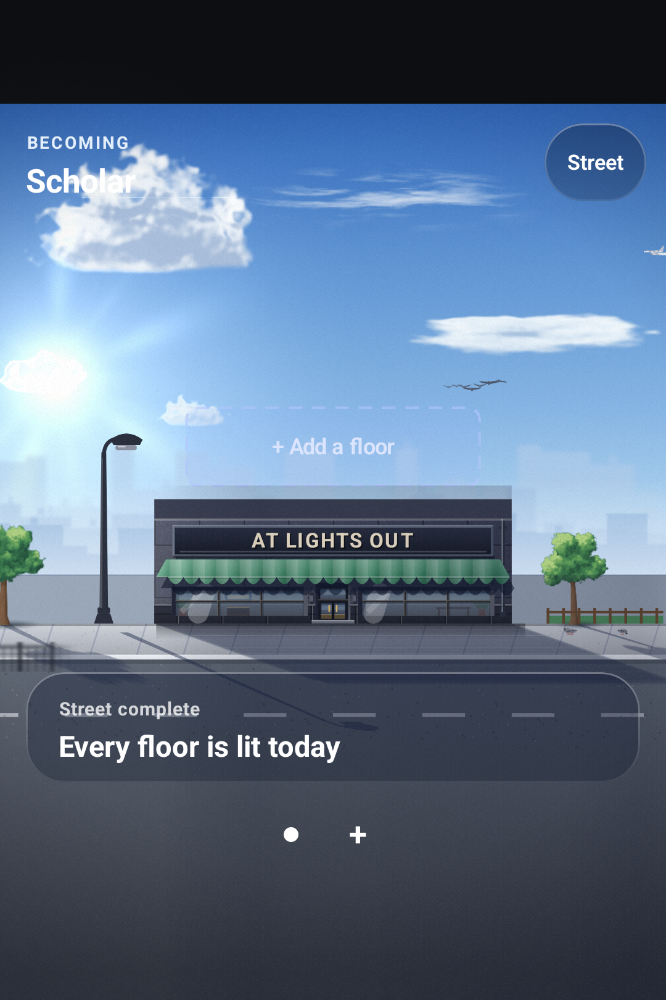 BECOMING
Scholar
Street
+ Add a floor
AT LIGHTS OUT
Street complete
Every floor is lit today
+